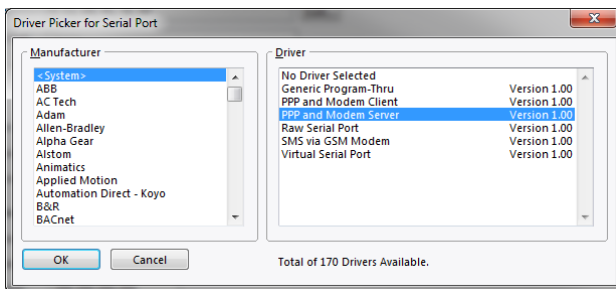 Driver Picker for Serial Port
Manufacturer
<System>
ABB
AC Tech
Adam
Allen-Bradley
Alpha Gear
Alstom
Animatics
Applied Motion
Automation Direct - Koyo
B&R
BACnet
Driver
No Driver Selected
Generic Program-Thru Version 1.00
PPP and Modem Client Version 1.00
PPP and Modem Server Version 1.00
Raw Serial Port Version 1.00
SMS via GSM Modem Version 1.00
Virtual Serial Port Version 1.00
OK Cancel Total of 170 Drivers Available.